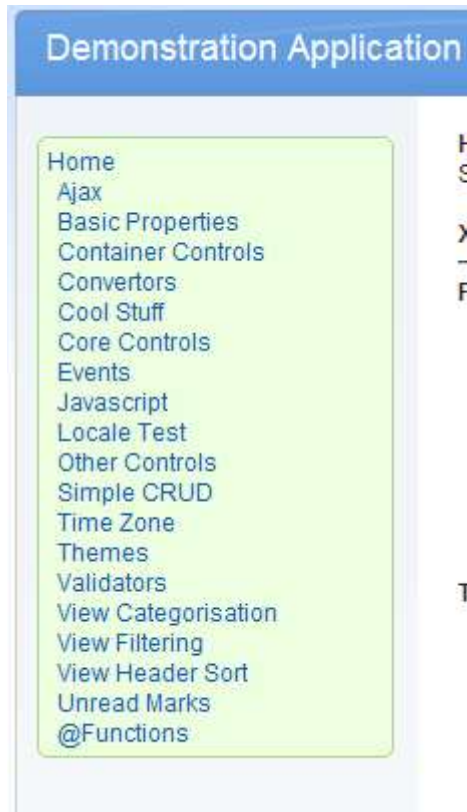 Demonstration Application
Home
Ajax
Basic Properties
Container Controls
Convertors
Cool Stuff
Core Controls
Events
Javascript
Locale Test
Other Controls
Simple CRUD
Time Zone
Themes
Validators
View Categorisation
View Filtering
View Header Sort
Unread Marks
@Functions